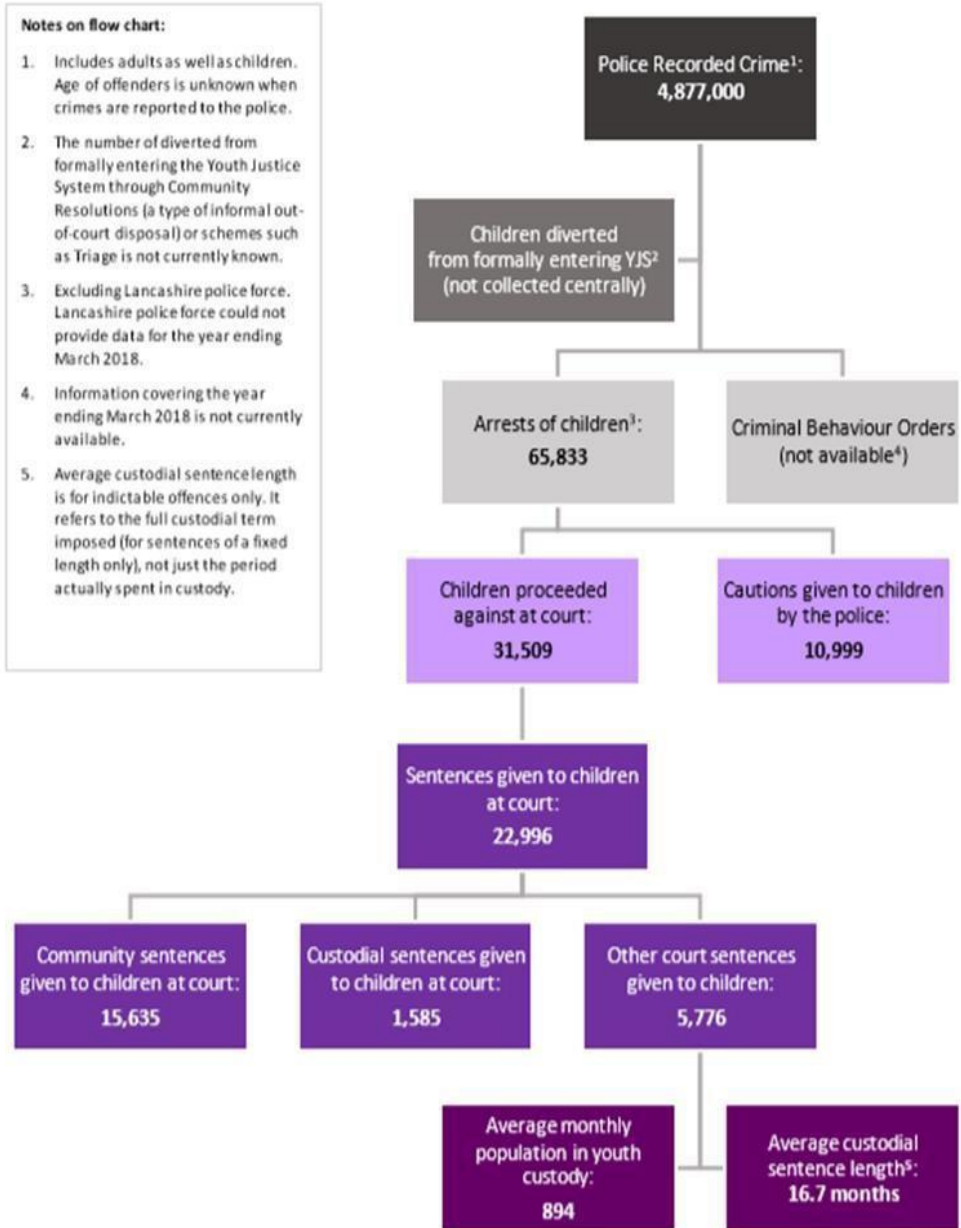 Notes on flow chart:
1. Includes adults as well as children.
Age of offenders is unknown when
crimes are reported to the police.
2. The number of diverted from
formally entering the Youth Justice
System through Community
Resolutions (a type of informal out-
of-court disposal) or schemes such
as Triage is not currently known.
3. Excluding Lancashire police force.
Lancashire police force could not
provide data for the year ending
March 2018.
4. Information covering the year
ending March 2018 is not currently
available.
5. Average custodial sentence length
is for indictable offences only. It
refers to the full custodial term
imposed (for sentences of a fixed
length only), not just the period
actually spent in custody.
Police Recorded Crime¹:
4,877,000
Children diverted
from formally entering YJS²
(not collected centrally)
Arrests of children³:
65,833
Criminal Behaviour Orders
(not available⁴)
Children proceeded
against at court:
31,509
Cautions given to children
by the police:
10,999
Sentences given to children
at court:
22,996
Community sentences
given to children at court:
15,635
Custodial sentences given
to children at court:
1,585
Other court sentences
given to children:
5,776
Average monthly
population in youth
custody:
894
Average custodial
sentence length⁵:
16.7 months